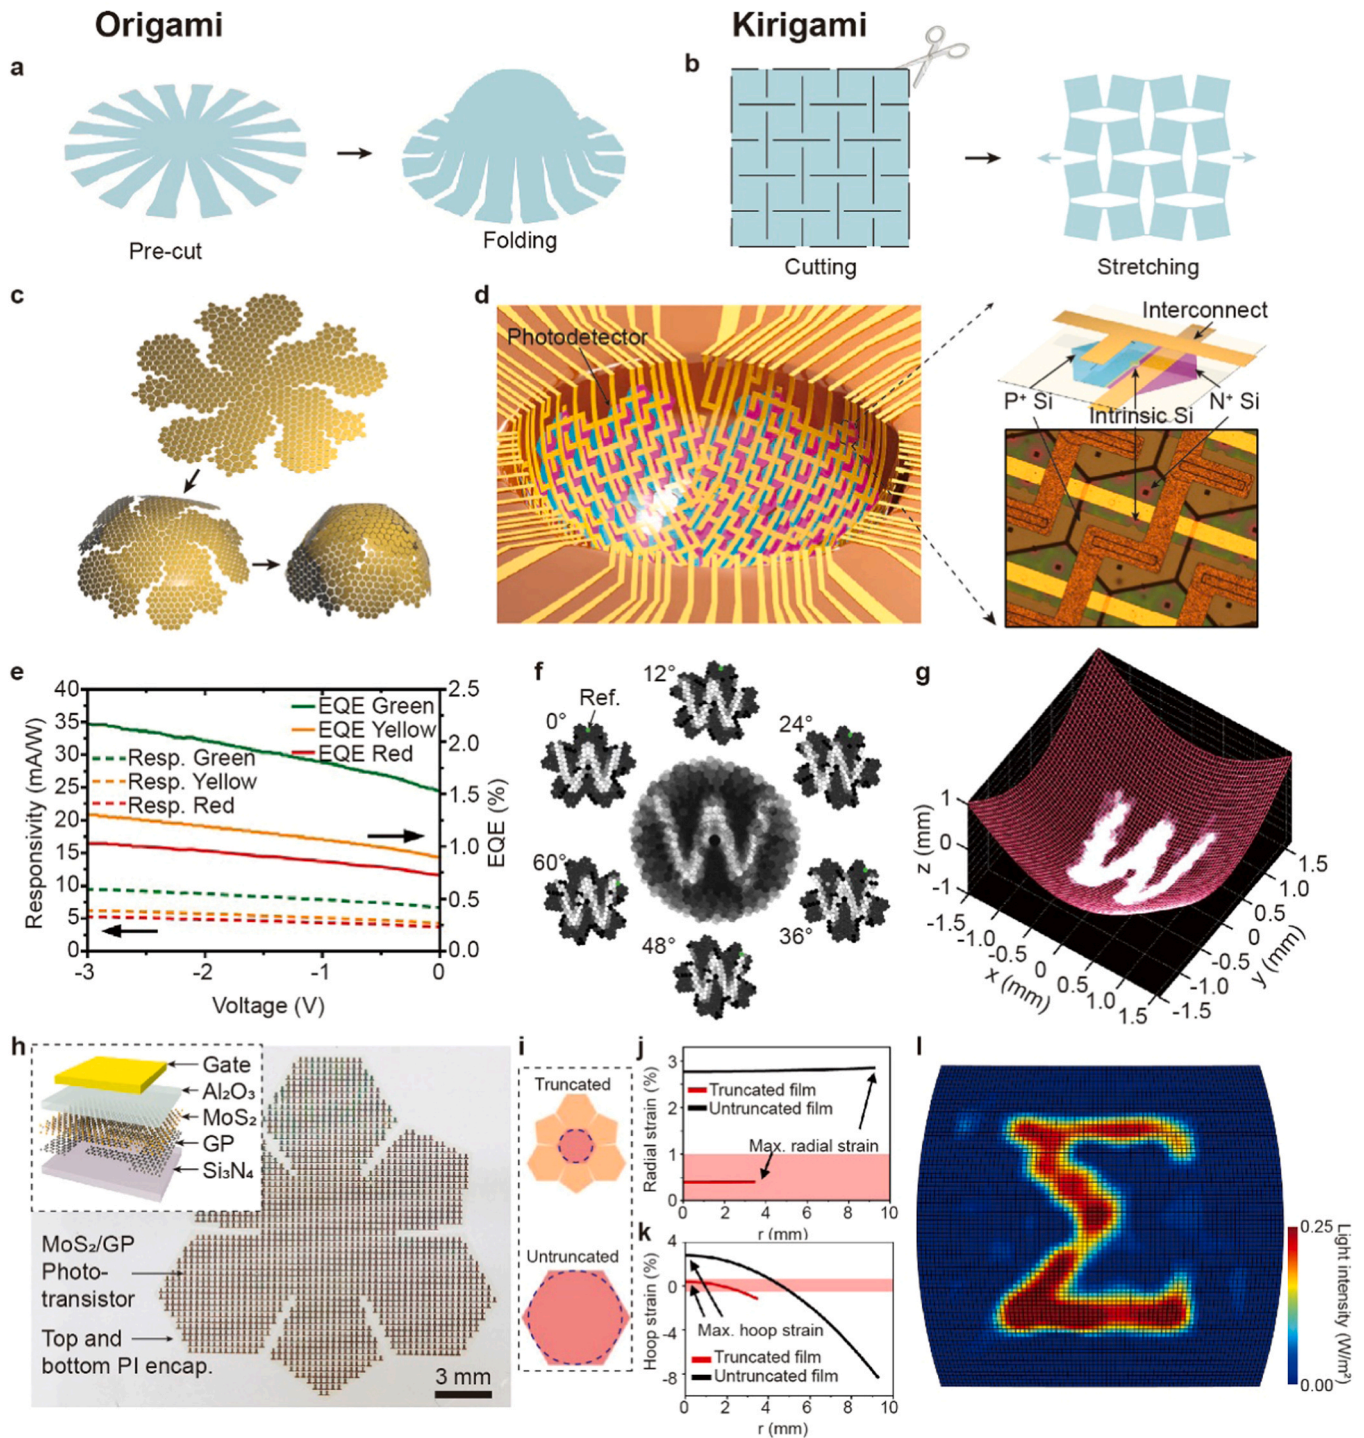 Origami
Kirigami
a
Pre-cut
Folding
b
Cutting
Stretching
c
d
Photodetector
Interconnect
P⁺ Si
Intrinsic Si
N⁺ Si
e
40
35
30
25
20
15
10
5
0
Responsivity (mA/W)
2.5
2.0
1.5
1.0
0.5
0.0
EQE (%)
EQE Green
EQE Yellow
EQE Red
Resp. Green
Resp. Yellow
Resp. Red
-3 -2 -1 0
Voltage (V)
f
Ref.
0°
12°
24°
60°
48°
36°
g
1
0
-1
z (mm)
-1.5
-1.0
-0.5
0
0.5
1.0
1.5
x (mm)
1.5
1.0
0.5
0
-0.5
-1.0
-1.5
y (mm)
h
Gate
Al₂O₃
MoS₂
GP
Si₃N₄
MoS₂/GP
Photo-
transistor
Top and
bottom PI encap.
3 mm
i
Truncated
Untruncated
j
3
2
1
0
Radial strain (%)
Truncated film
Untruncated film
Max. radial strain
0 2 4 6 8 10
r (mm)
k
4
0
-4
-8
Hoop strain (%)
Max. hoop strain
Truncated film
Untruncated film
0 2 4 6 8 10
r (mm)
l
0.25
0.00
Light intensity (W/m²)